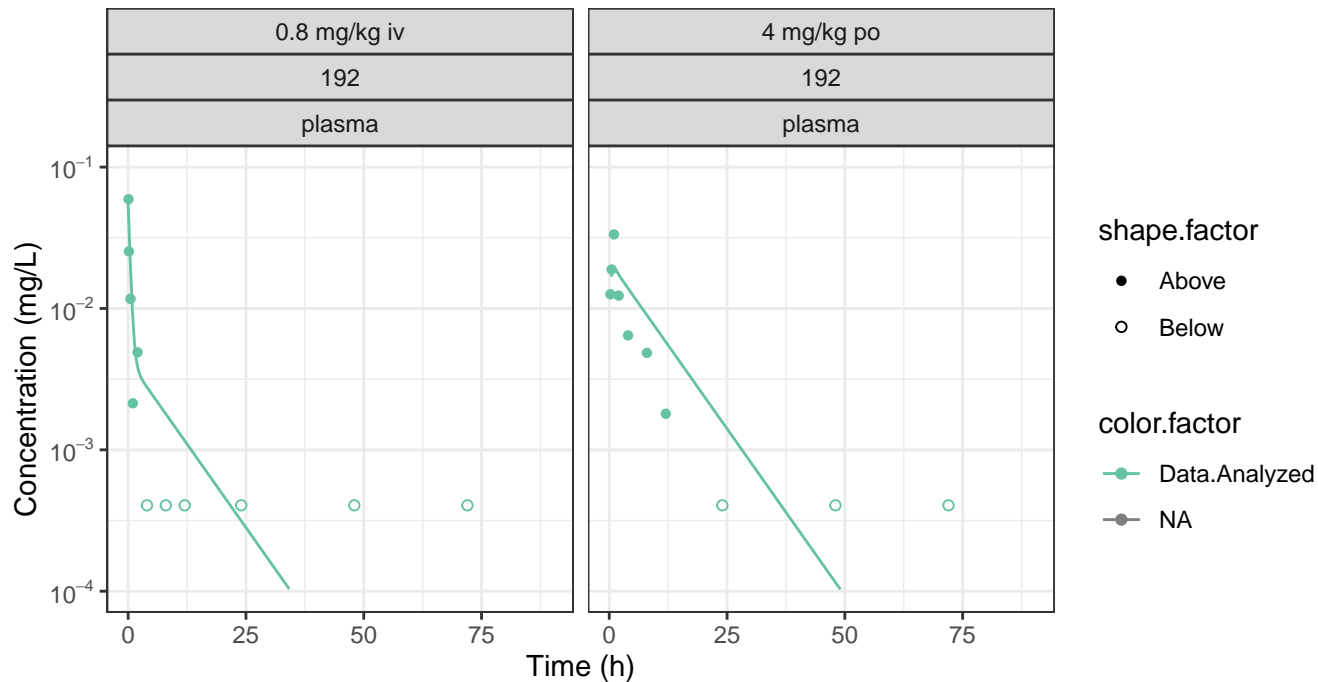 0.8 mg/kg iv
192
plasma
4 mg/kg po
192
plasma
10⁻¹
10⁻²
10⁻³
10⁻⁴
Concentration (mg/L)
0 25 50 75
0 25 50 75
Time (h)
shape.factor
Above
Below
color.factor
Data.Analyzed
NA